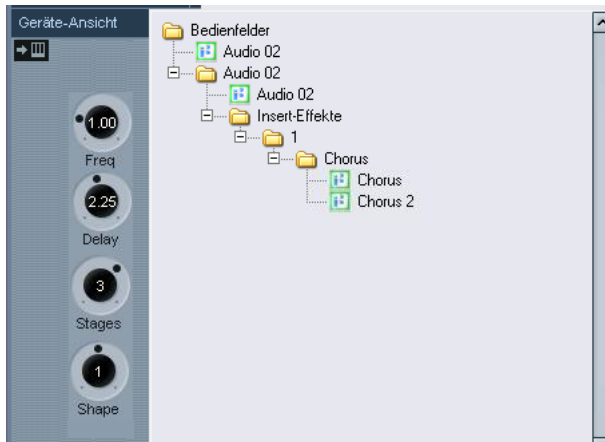 Geräte-Ansicht
1.00
Freq
2.25
Delay
3
Stages
1
Shape
Bedienfelder
Audio 02
Audio 02
Audio 02
Insert-Effekte
1
Chorus
Chorus
Chorus 2